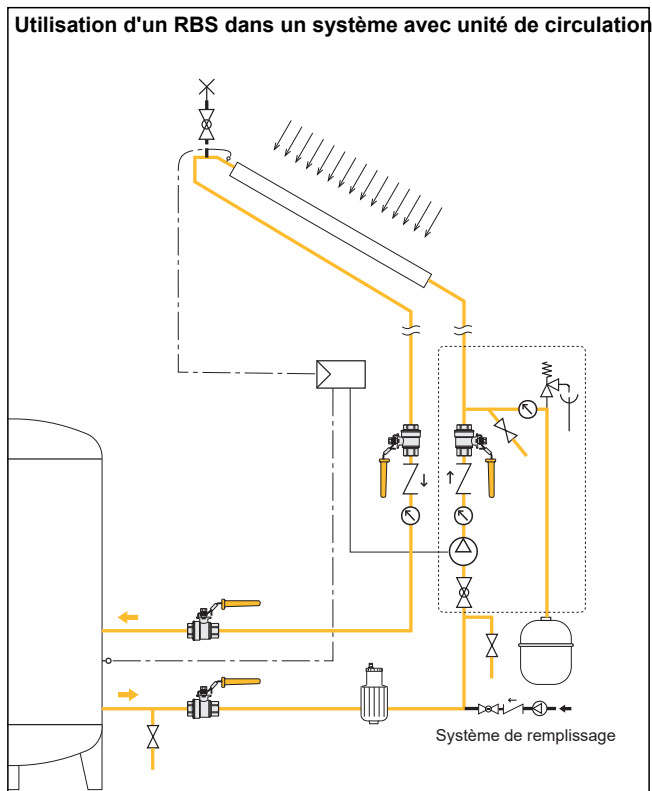 Utilisation d'un RBS dans un système avec unité de circulation
Système de remplissage